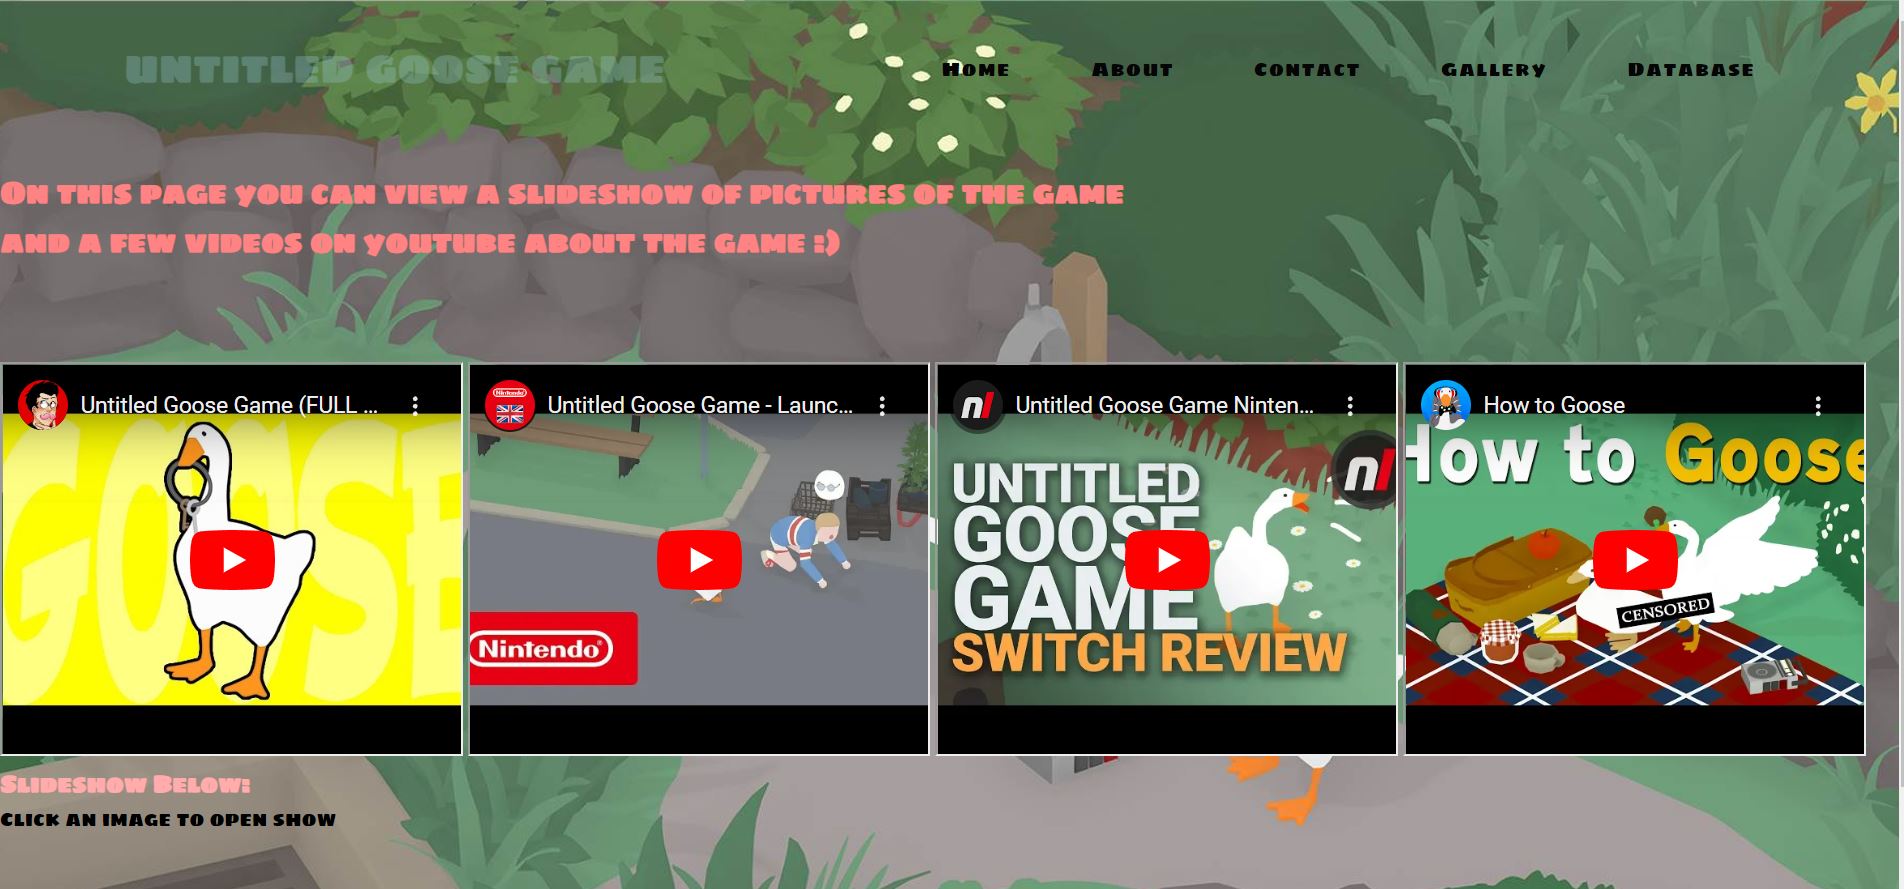 UNTITLED GOOSE GAME
Home About Contact Gallery Database
On this page you can view a slideshow of pictures of the game
and a few videos on youtube about the game :)
Untitled Goose Game (FULL ...
GOOSE
Nintendo
Untitled Goose Game - Launc...
Nintendo
Untitled Goose Game Ninten...
UNTITLED
GOOSE
GAME
SWITCH REVIEW
How to Goose
How to Goose
CENSORED
Slideshow Below:
Click an image to open show